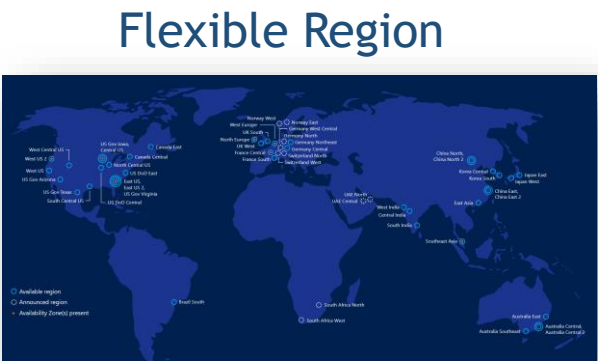 Flexible Region
Norway West
Norway East
West Europe
Germany West Central
UK South
Germany North
North Europe
Germany Northeast
UK West
Germany Central
France Central
Switzerland North
France South
Switzerland West
US Gov Iowa,
Central US
Canada East
West Central US
Canada Central
West US 2
North Central US
West US
US DoD East
US Gov Arizona
East US,
East US 2,
US Gov Virginia
US Gov Texas
South Central US
US DoD Central
China North,
China North 2
Korea Central
Korea South
Japan East
Japan West
China East,
China East 2
East Asia
UAE North
UAE Central
West India
Central India
South India
Southeast Asia
Available region
Announced region
Availability Zone(s) present
Brazil South
South Africa North
South Africa West
Australia East
Australia Central,
Australia Central 2
Australia Southeast